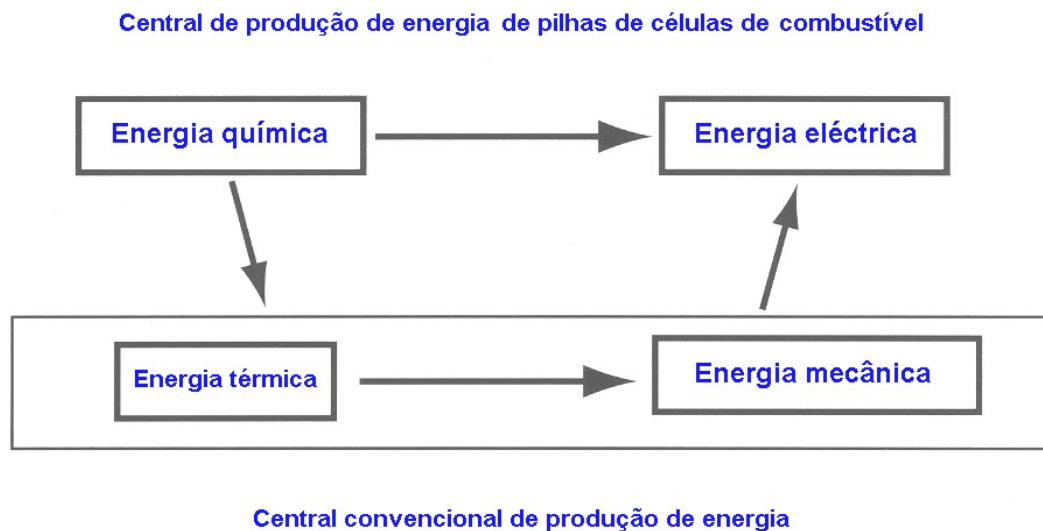 Central de produção de energia de pilhas de células de combustível
Energia química
Energia eléctrica
Energia térmica
Energia mecânica
Central convencional de produção de energia